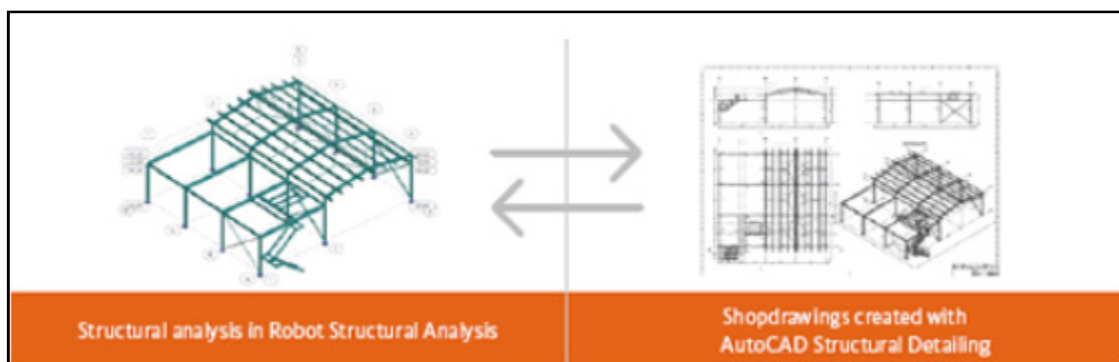 Structural analysis in Robot Structural Analysis
Shopdrawings created with
AutoCAD Structural Detailing